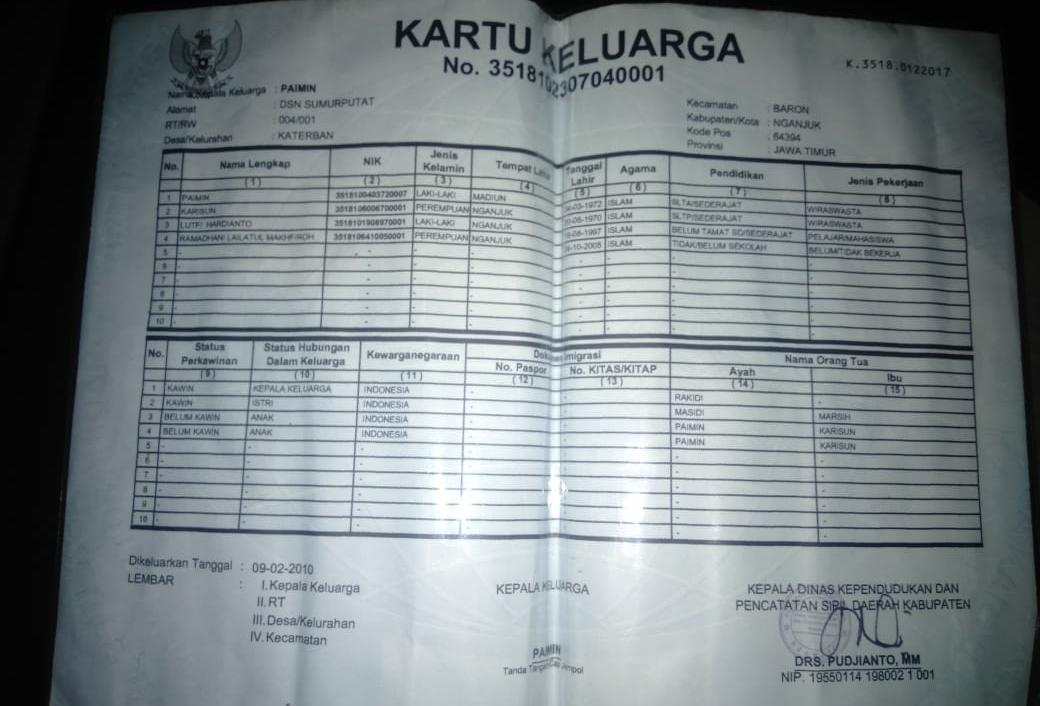 KARTU KELUARGA
No. 3518102307040001
K.3518.0122017
Nama Kepala Keluarga : PAIMIN
Alamat : DSN SUMURPUTAT
RT/RW : 004/001
Desa/Kelurahan : KATERBAN
Kecamatan : BARON
Kabupaten/Kota : NGANJUK
Kode Pos : 64394
Provinsi : JAWA TIMUR
No. Nama Lengkap NIK Jenis Kelamin Tempat Lahir Tanggal Lahir Agama Pendidikan Jenis Pekerjaan
(1) (2) (3) (4) (5) (6) (7) (8)
1 PAIMIN 3518100403720007 LAKI-LAKI MADIUN 04-03-1972 ISLAM SLTA/SEDERAJAT WIRASWASTA
2 KARISUN 3518106006700001 PEREMPUAN NGANJUK 20-06-1970 ISLAM SLTP/SEDERAJAT WIRASWASTA
3 LUTFI HARDIANTO 3518101908970001 LAKI-LAKI NGANJUK 19-08-1997 ISLAM BELUM TAMAT SD/SEDERAJAT PELAJAR/MAHASISWA
4 RAMADHANI LAILATUL MAKHFIROH 3518106410050001 PEREMPUAN NGANJUK ISLAM TIDAK/BELUM SEKOLAH BELUM/TIDAK BEKERJA
5 - - - - - -
6 - - - - - -
7 - - - - - -
8 - - - - - -
9 - - - - - -
10 - - - - - -
No. Status Perkawinan Status Hubungan Dalam Keluarga Kewarganegaraan Dokumen Imigrasi Nama Orang Tua
No. Paspor No. KITAS/KITAP Ayah Ibu
(9) (10) (11) (12) (13) (14) (15)
1 KAWIN KEPALA KELUARGA INDONESIA RAKIDI -
2 KAWIN ISTRI INDONESIA MASIDI MARSIH
3 BELUM KAWIN ANAK INDONESIA PAIMIN KARISUN
4 BELUM KAWIN ANAK INDONESIA PAIMIN KARISUN
5 - - - - - - -
6 - - - - - - -
7 - - - - - - -
8 - - - - - - -
9 - - - - - - -
10 - - - - - - -
Dikeluarkan Tanggal : 09-02-2010
LEMBAR : I. Kepala Keluarga
II. RT
III. Desa/Kelurahan
IV. Kecamatan
KEPALA KELUARGA
PAIMIN
Tanda Tangan/Cap Jempol
KEPALA DINAS KEPENDUDUKAN DAN
PENCATATAN SIPIL DAERAH KABUPATEN
DRS. PUDJIANTO, MM
NIP. 19550114 198002 1 001